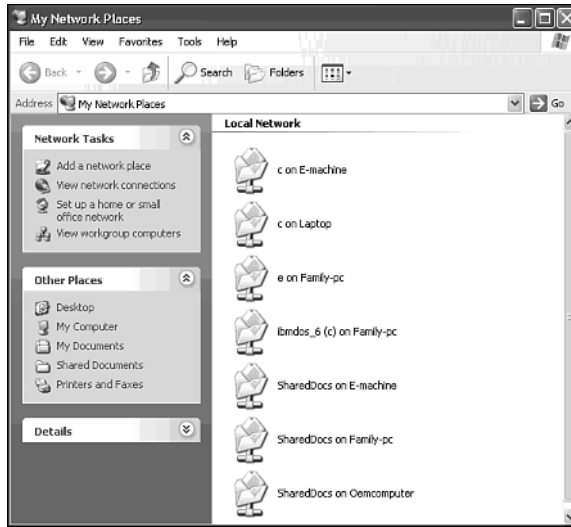 My Network Places
File Edit View Favorites Tools Help
Back Search Folders
Address My Network Places Go
Network Tasks
Add a network place
View network connections
Set up a home or small
office network
View workgroup computers
Other Places
Desktop
My Computer
My Documents
Shared Documents
Printers and Faxes
Details
Local Network
c on E-machine
c on Laptop
e on Family-pc
ibmdos_6 (c) on Family-pc
SharedDocs on E-machine
SharedDocs on Family-pc
SharedDocs on Oemcomputer